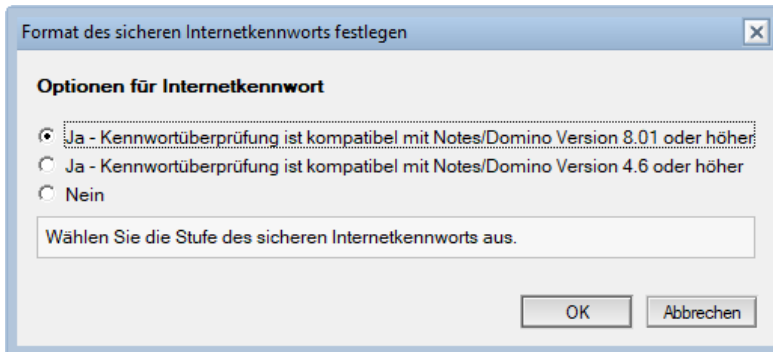 Format des sicheren Internetkennworts festlegen
Optionen für Internetkennwort
Ja - Kennwortüberprüfung ist kompatibel mit Notes/Domino Version 8.01 oder höher
Ja - Kennwortüberprüfung ist kompatibel mit Notes/Domino Version 4.6 oder höher
Nein
Wählen Sie die Stufe des sicheren Internetkennworts aus.
OK Abbrechen